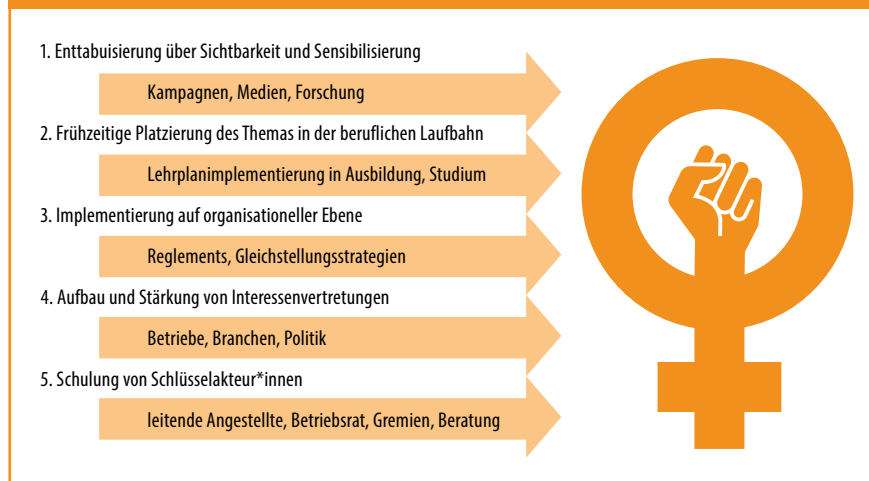 1. Enttabuisierung über Sichtbarkeit und Sensibilisierung
Kampagnen, Medien, Forschung
2. Frühzeitige Platzierung des Themas in der beruflichen Laufbahn
Lehrplanimplementierung in Ausbildung, Studium
3. Implementierung auf organisationeller Ebene
Reglements, Gleichstellungsstrategien
4. Aufbau und Stärkung von Interessenvertretungen
Betriebe, Branchen, Politik
5. Schulung von Schlüsselakteur*innen
leitende Angestellte, Betriebsrat, Gremien, Beratung